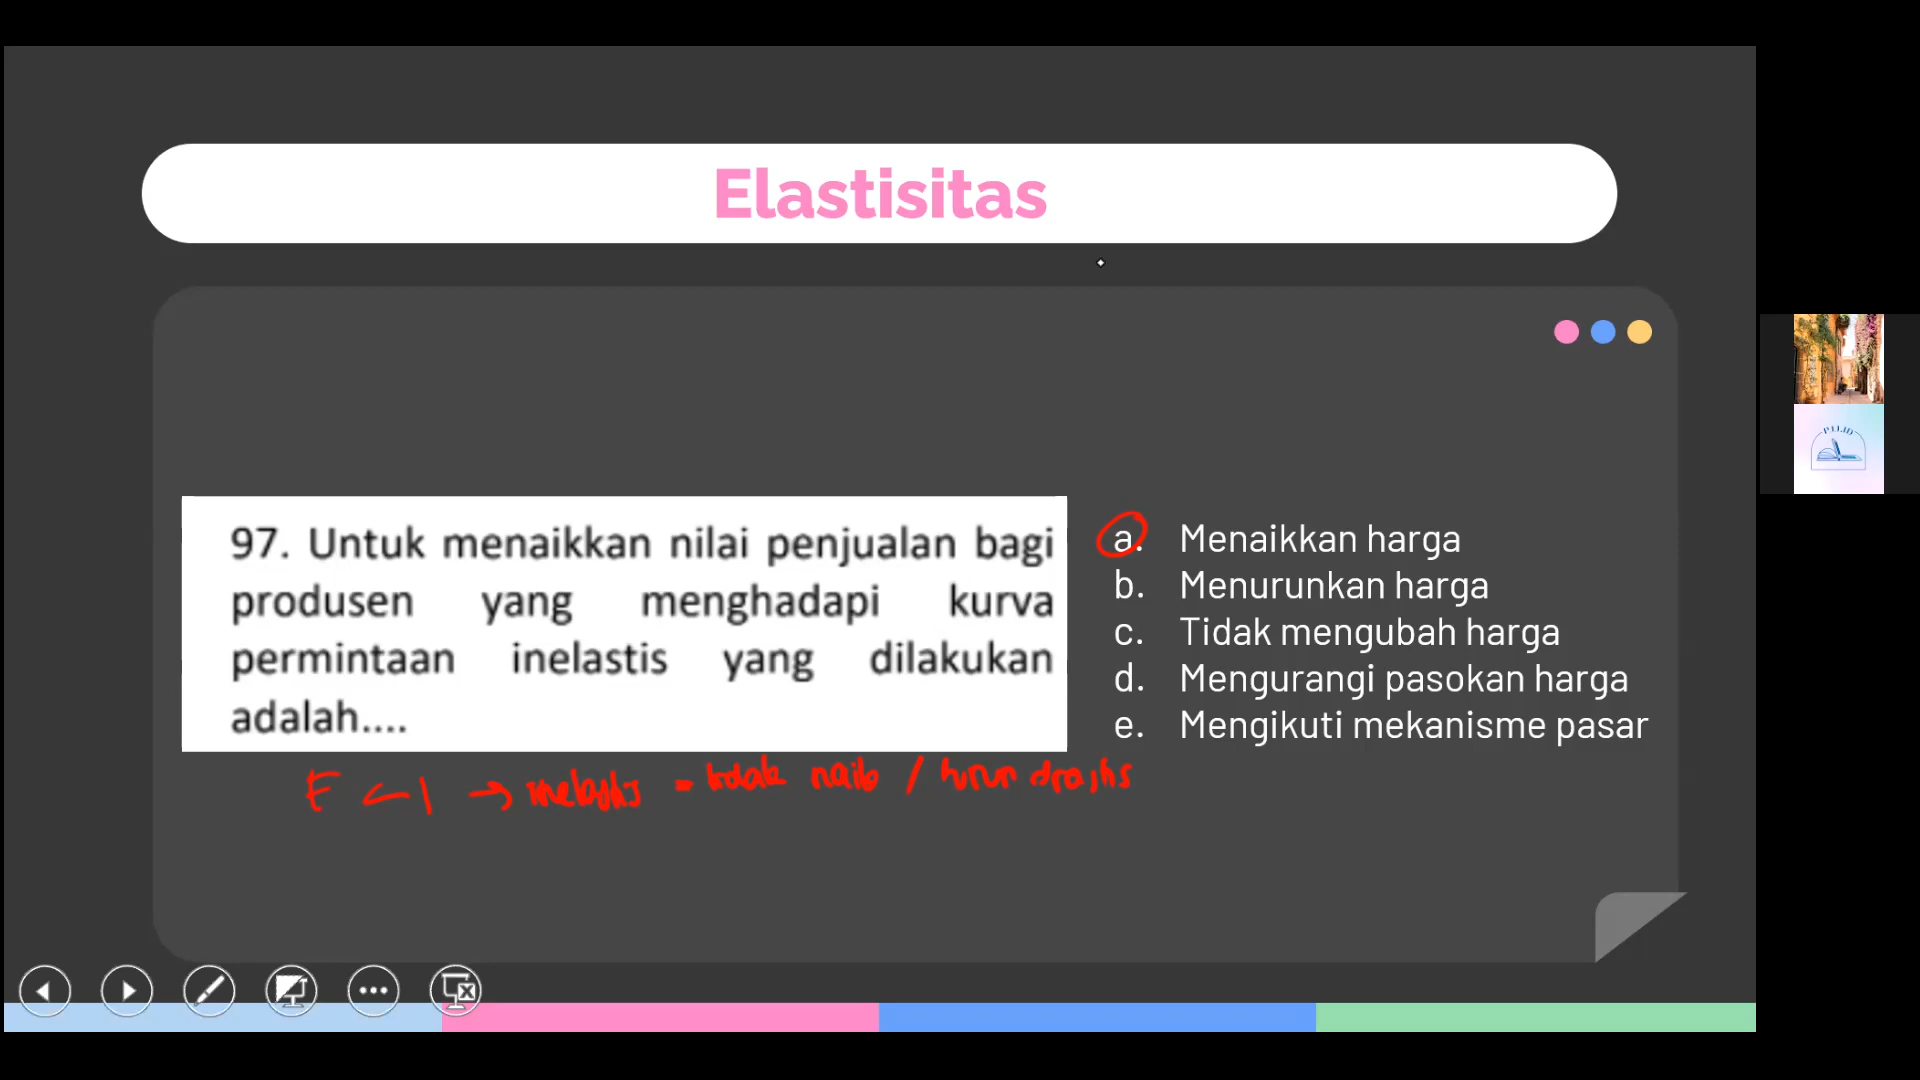 Elastisitas
97. Untuk menaikkan nilai penjualan bagi
produsen yang menghadapi kurva
permintaan inelastis yang dilakukan
adalah....
a. Menaikkan harga
b. Menurunkan harga
c. Tidak mengubah harga
d. Mengurangi pasokan harga
e. Mengikuti mekanisme pasar
E < 1 → inelastis = tidak naik / turun drastis